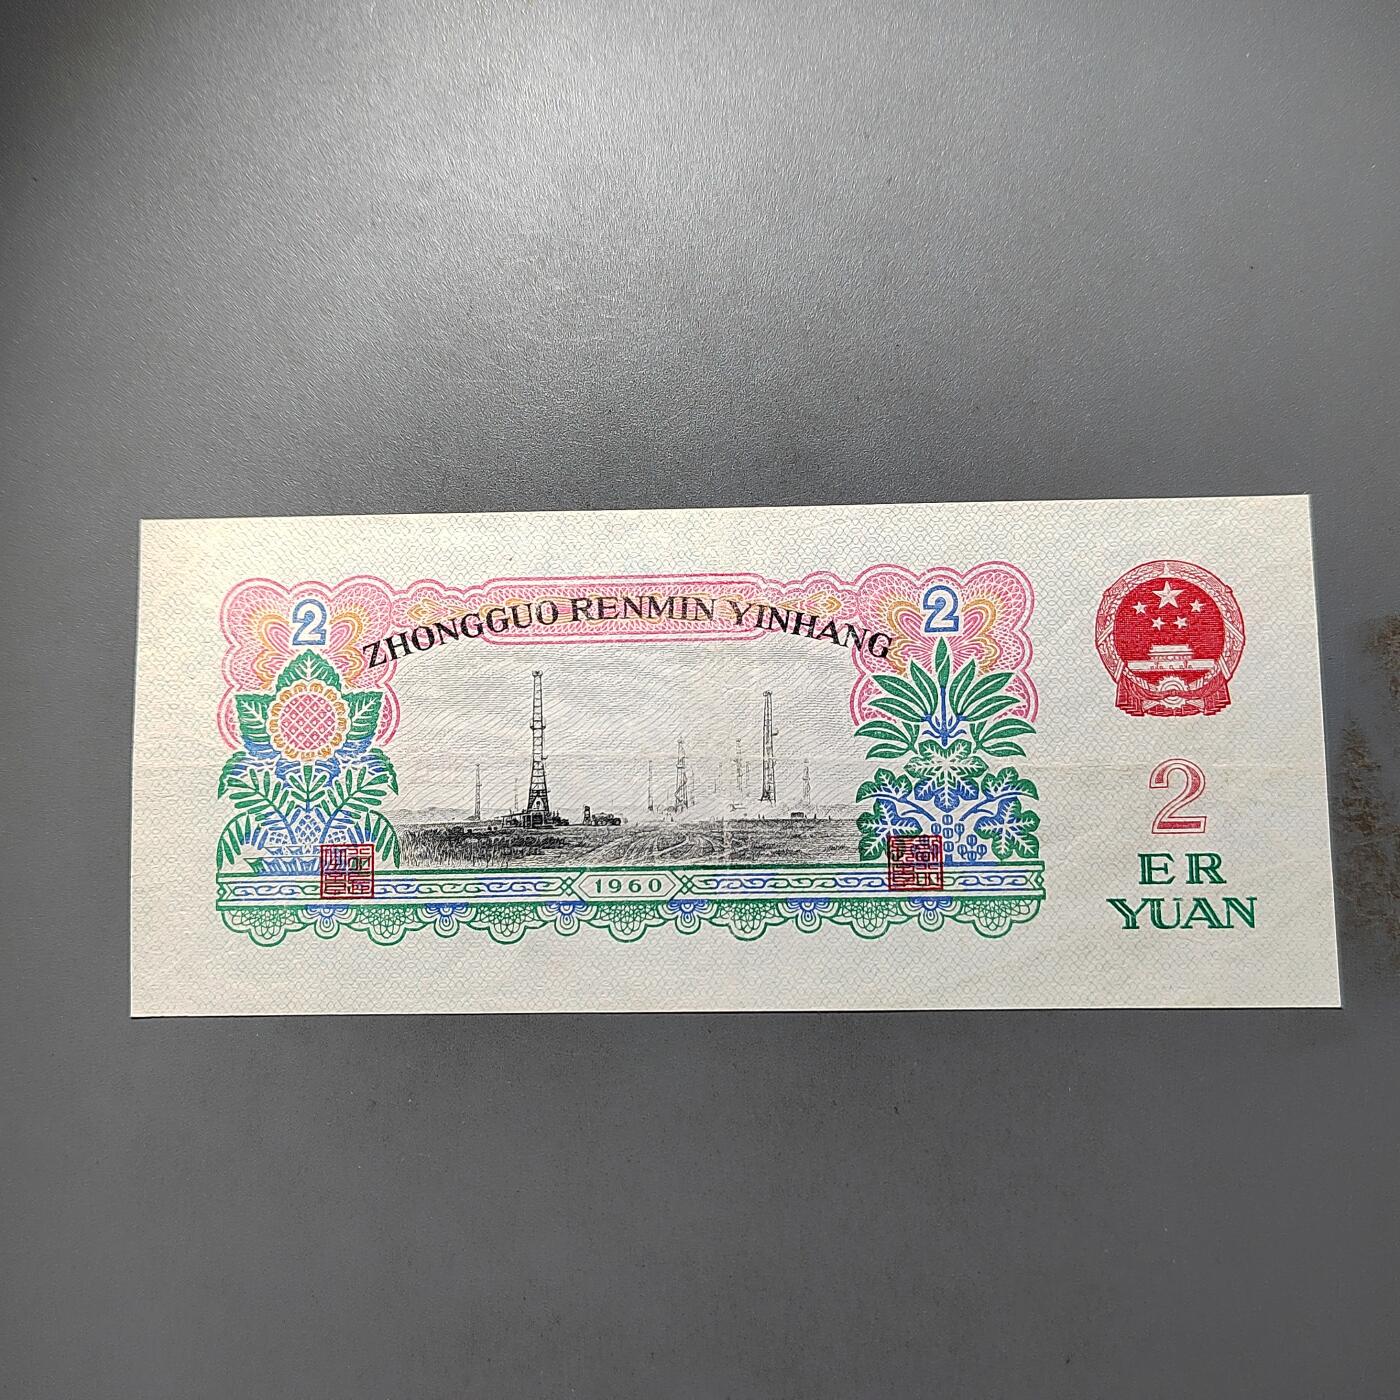 2
ZHONGGUO RENMIN YINHANG
2
1960
2
ER
YUAN